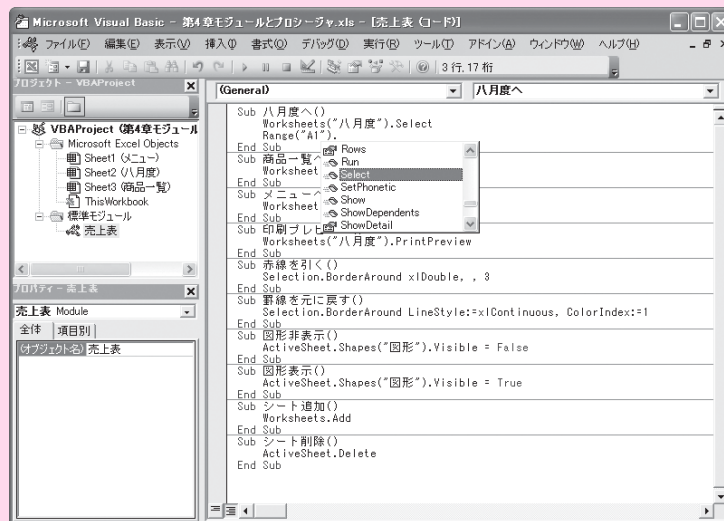 Microsoft Visual Basic - 第4章モジュールとプロシージャ.xls - [売上表 (コード)]
ファイル(F) 編集(E) 表示(V) 挿入(I) 書式(O) デバッグ(D) 実行(R) ツール(T) アドイン(A) ウィンドウ(W) ヘルプ(H)
3行, 17桁
プロジェクト - VBAProject
VBAProject (第4章モジュール
Microsoft Excel Objects
Sheet1 (メニュー)
Sheet2 (八月度)
Sheet3 (商品一覧)
ThisWorkbook
標準モジュール
売上表
プロパティ - 売上表
売上表 Module
全体 項目別
(オブジェクト名) 売上表
(General) 八月度へ
Sub 八月度へ()
Worksheets("八月度").Select
Range("A1").
End Sub
Sub 商品一覧へ
Worksheet
End Sub
Sub メニューへ
Worksheet
End Sub
Sub 印刷プレビ
Worksheets("八月度").PrintPreview
End Sub
Rows
Run
Select
SetPhonetic
Show
ShowDependents
ShowDetail
Sub 赤線を引く()
Selection.BorderAround xlDouble, , 3
End Sub
Sub 罫線を元に戻す()
Selection.BorderAround LineStyle:=xlContinuous, ColorIndex:=1
End Sub
Sub 図形非表示()
ActiveSheet.Shapes("図形").Visible = False
End Sub
Sub 図形表示()
ActiveSheet.Shapes("図形").Visible = True
End Sub
Sub シート追加()
Worksheets.Add
End Sub
Sub シート削除()
ActiveSheet.Delete
End Sub